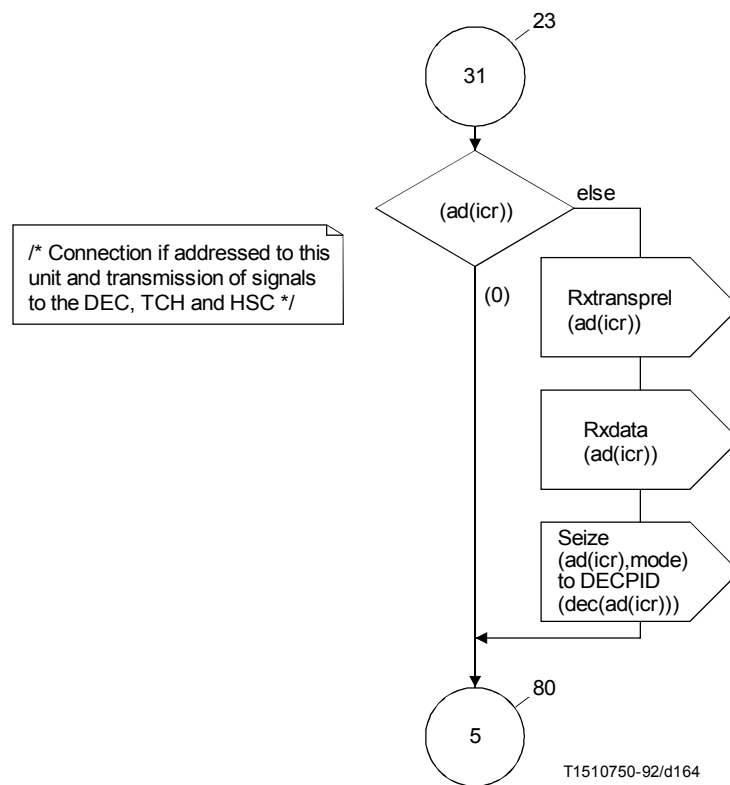 23
31
(ad(icr))
else
/* Connection if addressed to this
unit and transmission of signals
to the DEC, TCH and HSC */
(0)
Rxtransprel
(ad(icr))
Rxdata
(ad(icr))
Seize
(ad(icr),mode)
to DECPID
(dec(ad(icr)))
80
5
T1510750-92/d164